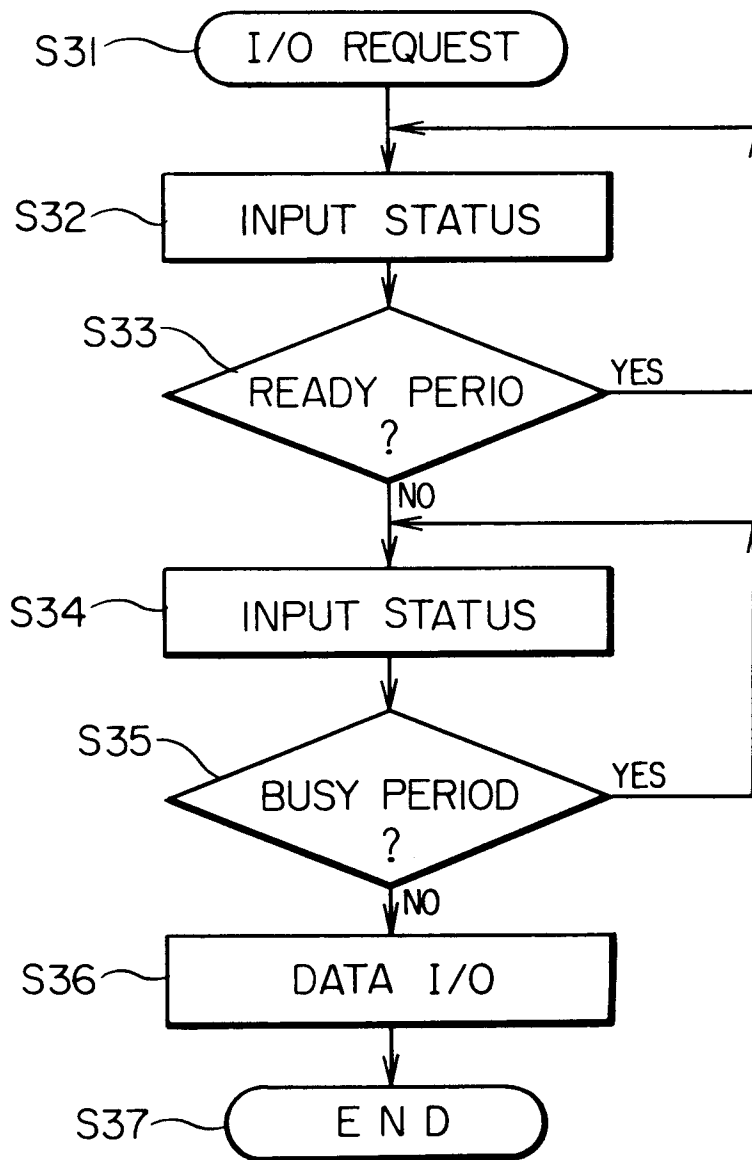 S31 I/O REQUEST
S32 INPUT STATUS
S33
READY PERIO
?
YES
NO
S34 INPUT STATUS
S35
BUSY PERIOD
?
YES
NO
S36 DATA I/O
S37 END